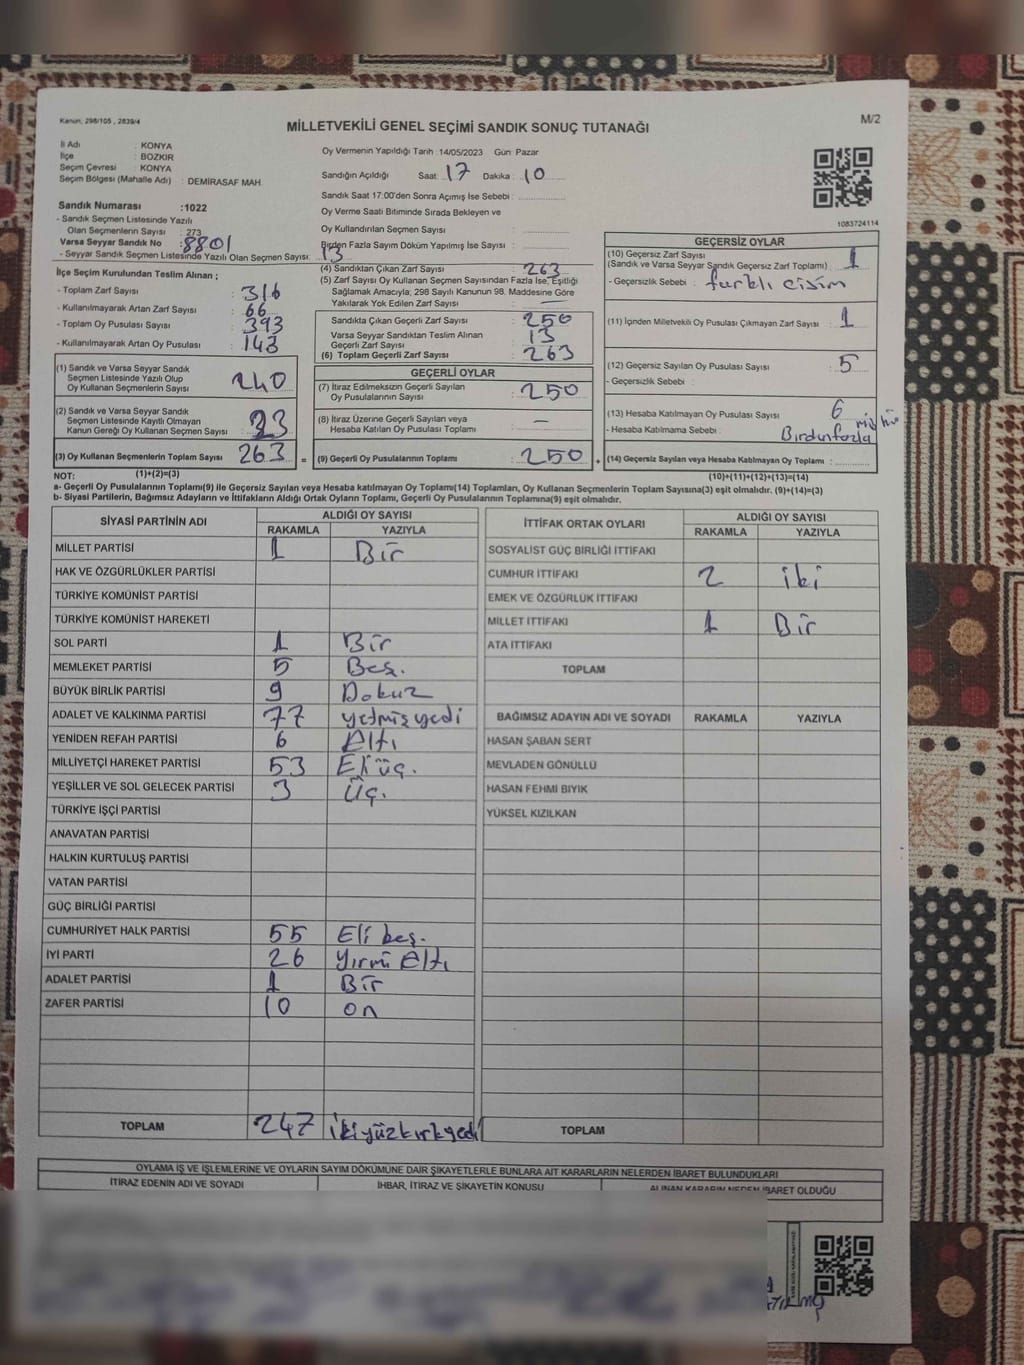 Kanun, 298/105 , 2839/4
MİLLETVEKİLİ GENEL SEÇİMİ SANDIK SONUÇ TUTANAĞI
M/2
İl Adı : KONYA
İlçe : BOZKIR
Seçim Çevresi : KONYA
Seçim Bölgesi (Mahalle Adı) : DEMİRASAF MAH.
Sandık Numarası :1022
- Sandık Seçmen Listesinde Yazılı
Olan Seçmenlerin Sayısı : 273
Varsa Seyyar Sandık No : 8801
- Seyyar Sandık Seçmen Listesinde Yazılı Olan Seçmen Sayısı: 13
İlçe Seçim Kurulundan Teslim Alınan ;
- Toplam Zarf Sayısı : 316
- Kullanılmayarak Artan Zarf Sayısı : 66
- Toplam Oy Pusulası Sayısı : 393
- Kullanılmayarak Artan Oy Pusulası : 143
(1) Sandık ve Varsa Seyyar Sandık
Seçmen Listesinde Yazılı Olup
Oy Kullanan Seçmenlerin Sayısı : 240
(2) Sandık ve Varsa Seyyar Sandık
Seçmen Listesinde Kayıtlı Olmayan
Kanun Gereği Oy Kullanan Seçmen Sayısı : 23
(3) Oy Kullanan Seçmenlerin Toplam Sayısı : 263 =
Oy Vermenin Yapıldığı Tarih :14/05/2023 Gün: Pazar
Sandığın Açıldığı Saat: 17 Dakika : 10
Sandık Saat 17:00'den Sonra Açımış İse Sebebi :
Oy Verme Saati Bitiminde Sırada Bekleyen ve
Oy Kullandırılan Seçmen Sayısı :
Birden Fazla Sayım Döküm Yapılmış İse Sayısı :
(4) Sandıktan Çıkan Zarf Sayısı : 263
(5) Zarf Sayısı Oy Kullanan Seçmen Sayısından Fazla İse, Eşitliği
Sağlamak Amacıyla, 298 Sayılı Kanunun 98. Maddesine Göre
Yakılarak Yok Edilen Zarf Sayısı : —
Sandıkta Çıkan Geçerli Zarf Sayısı : 250
Varsa Seyyar Sandıktan Teslim Alınan
Geçerli Zarf Sayısı : 13
(6) Toplam Geçerli Zarf Sayısı : 263
GEÇERLİ OYLAR
(7) İtiraz Edilmeksizin Geçerli Sayılan
Oy Pusulalarının Sayısı : 250
(8) İtiraz Üzerine Geçerli Sayılan veya
Hesaba Katılan Oy Pusulası Toplamı : —
(9) Geçerli Oy Pusulalarının Toplamı : 250 +
1083724114
GEÇERSİZ OYLAR
(10) Geçersiz Zarf Sayısı
(Sandık ve Varsa Seyyar Sandık Geçersiz Zarf Toplamı) : 1
- Geçersizlik Sebebi : farklı cisim
(11) İçinden Milletvekili Oy Pusulası Çıkmayan Zarf Sayısı : 1
(12) Geçersiz Sayılan Oy Pusulası Sayısı : 5
- Geçersizlik Sebebi :
(13) Hesaba Katılmayan Oy Pusulası Sayısı : 6
- Hesaba Katılmama Sebebi : Birdenfazla mühür
(14) Geçersiz Sayılan veya Hesaba Katılmayan Oy Toplamı :
NOT: (1)+(2)=(3) (10)+(11)+(12)+(13)=(14)
a- Geçerli Oy Pusulalarının Toplamı(9) ile Geçersiz Sayılan veya Hesaba katılmayan Oy Toplamı(14) Toplamları, Oy Kullanan Seçmenlerin Toplam Sayısına(3) eşit olmalıdır. (9)+(14)=(3)
b- Siyasi Partilerin, Bağımsız Adayların ve İttifakların Aldığı Ortak Oyların Toplamı, Geçerli Oy Pusulalarının Toplamına(9) eşit olmalıdır.
SİYASİ PARTİNİN ADI ALDIĞI OY SAYISI
RAKAMLA YAZIYLA
MİLLET PARTİSİ 1 Bir
HAK VE ÖZGÜRLÜKLER PARTİSİ
TÜRKİYE KOMÜNİST PARTİSİ
TÜRKİYE KOMÜNİST HAREKETİ
SOL PARTİ 1 Bir
MEMLEKET PARTİSİ 5 Beş.
BÜYÜK BİRLİK PARTİSİ 9 Dokuz
ADALET VE KALKINMA PARTİSİ 77 yetmişyedi
YENİDEN REFAH PARTİSİ 6 Altı
MİLLİYETÇİ HAREKET PARTİSİ 53 Eliüç.
YEŞİLLER VE SOL GELECEK PARTİSİ 3 üç.
TÜRKİYE İŞÇİ PARTİSİ
ANAVATAN PARTİSİ
HALKIN KURTULUŞ PARTİSİ
VATAN PARTİSİ
GÜÇ BİRLİĞİ PARTİSİ
CUMHURİYET HALK PARTİSİ 55 Eli beş.
İYİ PARTİ 26 Yirmi Altı
ADALET PARTİSİ 1 Bir
ZAFER PARTİSİ 10 on
TOPLAM 247 ikiyüzkırkyedi
İTTİFAK ORTAK OYLARI ALDIĞI OY SAYISI
RAKAMLA YAZIYLA
SOSYALİST GÜÇ BİRLİĞİ İTTİFAKI
CUMHUR İTTİFAKI 2 iki
EMEK VE ÖZGÜRLÜK İTTİFAKI
MİLLET İTTİFAKI 1 Bir
ATA İTTİFAKI
TOPLAM
BAĞIMSIZ ADAYIN ADI VE SOYADI RAKAMLA YAZIYLA
HASAN ŞABAN SERT
MEVLADEN GÖNÜLLÜ
HASAN FEHMİ BIYIK
YÜKSEL KIZILKAN
TOPLAM
OYLAMA İŞ VE İŞLEMLERİNE VE OYLARIN SAYIM DÖKÜMÜNE DAİR ŞİKAYETLERLE BUNLARA AİT KARARLARIN NELERDEN İBARET BULUNDUKLARI
İTİRAZ EDENİN ADI VE SOYADI İHBAR, İTİRAZ VE ŞİKAYETİN KONUSU ALINAN KARARIN NEDEN İBARET OLDUĞU